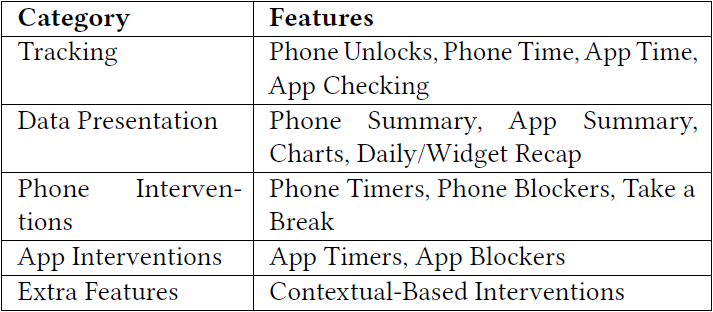 Category Features
Tracking Phone Unlocks, Phone Time, App Time,
App Checking
Data Presentation Phone Summary, App Summary,
Charts, Daily/Widget Recap
Phone Interven- Phone Timers, Phone Blockers, Take a
tions Break
App Interventions App Timers, App Blockers
Extra Features Contextual-Based Interventions